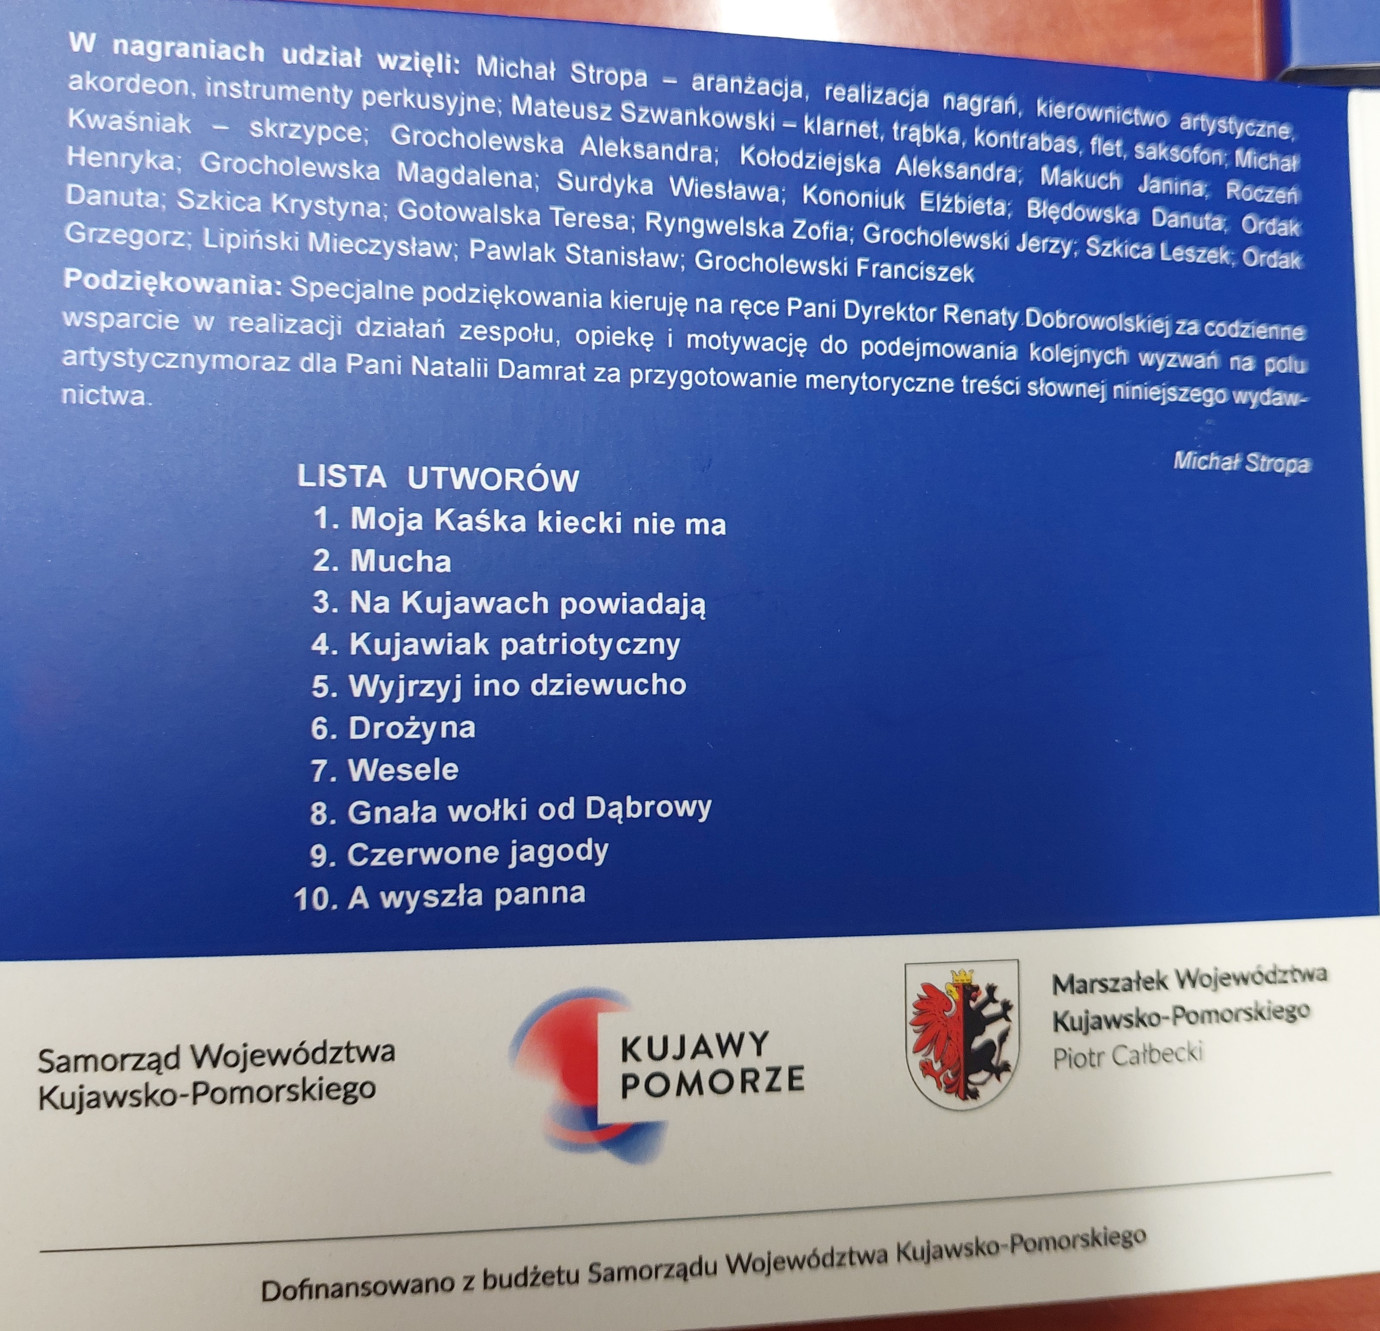 W nagraniach udział wzięli: Michał Stropa – aranżacja, realizacja nagrań, kierownictwo artystyczne,
akordeon, instrumenty perkusyjne; Mateusz Szwankowski – klarnet, trąbka, kontrabas, flet, saksofon; Michał
Kwaśniak – skrzypce; Grocholewska Aleksandra; Kołodziejska Aleksandra; Makuch Janina; Roczeń
Henryka; Grocholewska Magdalena; Surdyka Wiesława; Kononiuk Elżbieta; Błędowska Danuta; Ordak
Danuta; Szkica Krystyna; Gotowalska Teresa; Ryngwelska Zofia; Grocholewski Jerzy; Szkica Leszek; Ordak
Grzegorz; Lipiński Mieczysław; Pawlak Stanisław; Grocholewski Franciszek
Podziękowania: Specjalne podziękowania kieruję na ręce Pani Dyrektor Renaty Dobrowolskiej za codzienne
wsparcie w realizacji działań zespołu, opiekę i motywację do podejmowania kolejnych wyzwań na polu
artystycznymoraz dla Pani Natalii Damrat za przygotowanie merytoryczne treści słownej niniejszego wydaw-
nictwa.
Michał Stropa
LISTA UTWORÓW
1. Moja Kaśka kiecki nie ma
2. Mucha
3. Na Kujawach powiadają
4. Kujawiak patriotyczny
5. Wyjrzyj ino dziewucho
6. Drożyna
7. Wesele
8. Gnała wołki od Dąbrowy
9. Czerwone jagody
10. A wyszła panna
Samorząd Województwa
Kujawsko-Pomorskiego
KUJAWY
POMORZE
Marszałek Województwa
Kujawsko-Pomorskiego
Piotr Całbecki
Dofinansowano z budżetu Samorządu Województwa Kujawsko-Pomorskiego